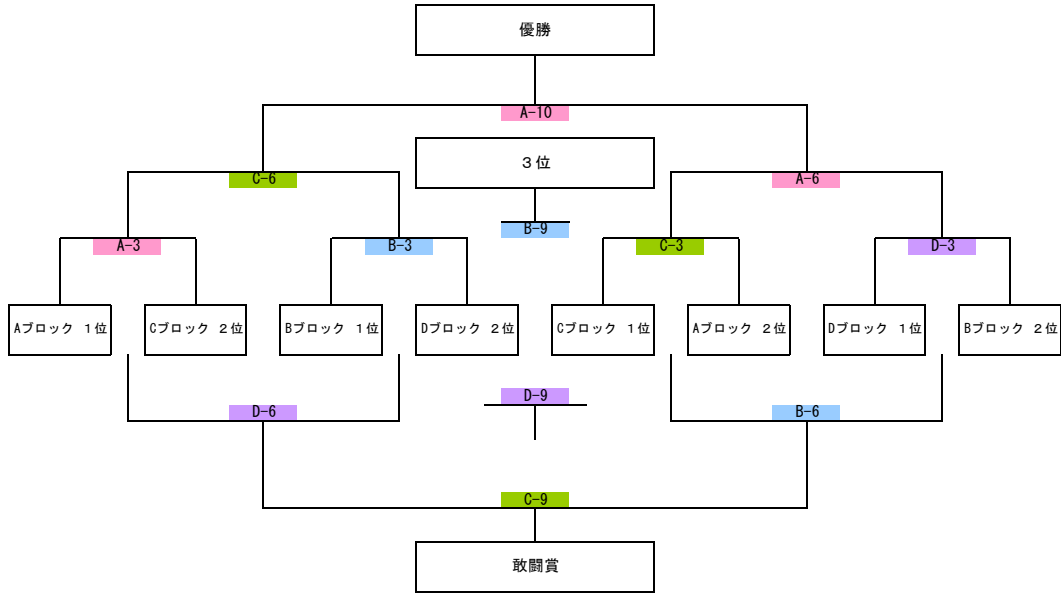 優勝
A-10
３位
C-6
A-6
B-9
A-3
B-3
C-3
D-3
Aブロック １位
Cブロック ２位
Bブロック １位
Dブロック ２位
Cブロック １位
Aブロック ２位
Dブロック １位
Bブロック ２位
D-9
D-6
B-6
C-9
敢闘賞